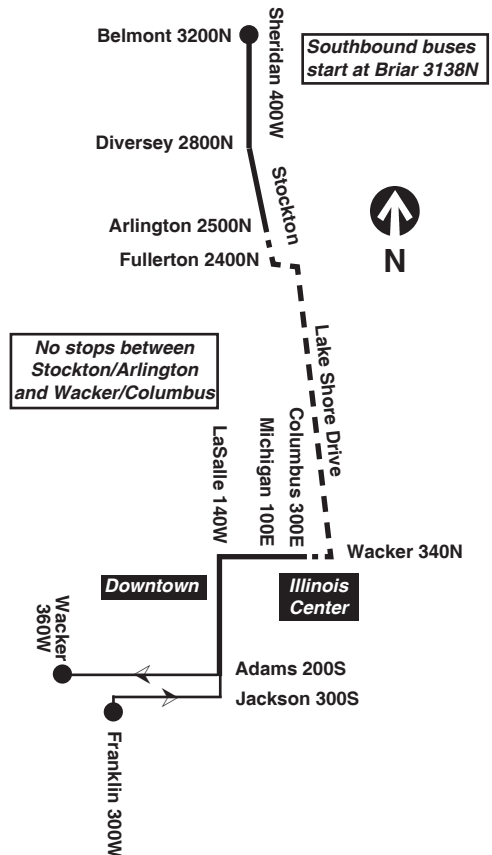 Belmont 3200N
Sheridan 400W
Southbound buses
start at Briar 3138N
Diversey 2800N
Stockton
Arlington 2500N
Fullerton 2400N
N
No stops between
Stockton/Arlington
and Wacker/Columbus
Lake Shore Drive
LaSalle 140W
Michigan 100E
Columbus 300E
Wacker 340N
Downtown
Illinois
Center
Wacker
360W
Adams 200S
Jackson 300S
Franklin 300W